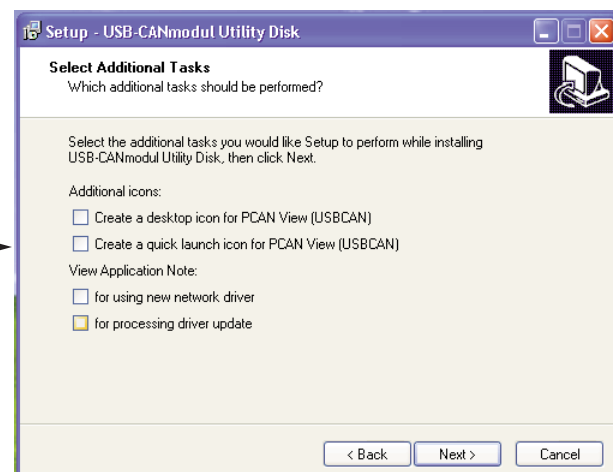 Setup - USB-CANmodul Utility Disk
Select Additional Tasks
Which additional tasks should be performed?
Select the additional tasks you would like Setup to perform while installing
USB-CANmodul Utility Disk, then click Next.
Additional icons:
Create a desktop icon for PCAN View (USBCAN)
Create a quick launch icon for PCAN View (USBCAN)
View Application Note:
for using new network driver
for processing driver update
< Back Next > Cancel